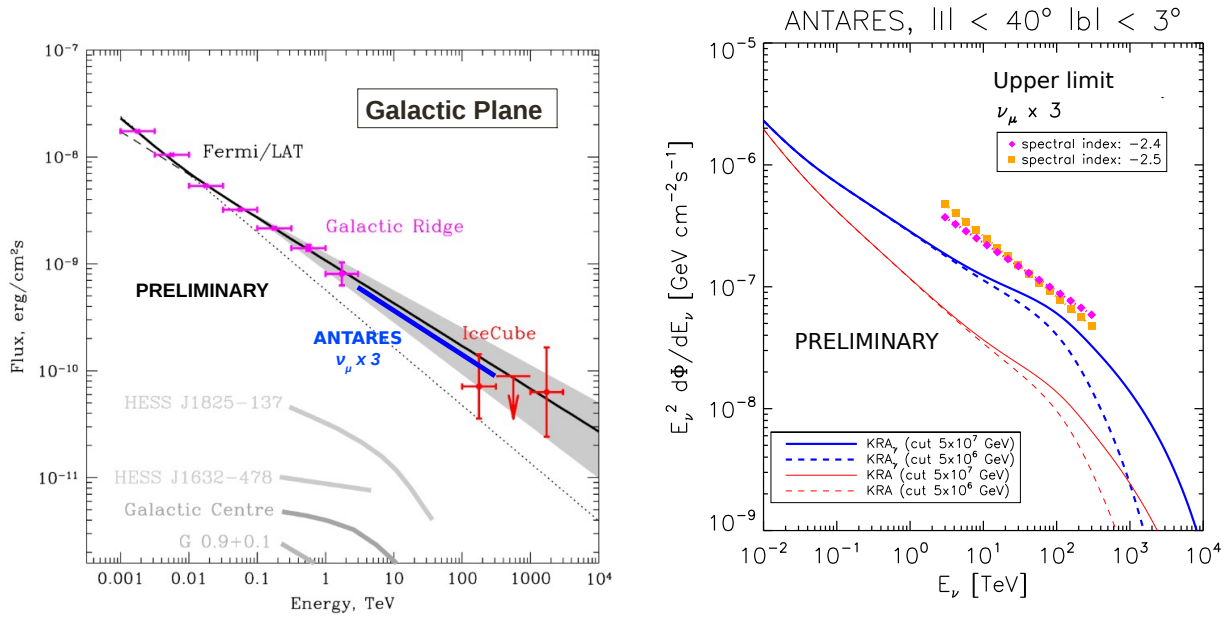 Galactic Plane
Fermi/LAT
Galactic Ridge
PRELIMINARY
ANTARES
ν_μ x 3
IceCube
HESS J1825−137
HESS J1632−478
Galactic Centre
G 0.9+0.1
Flux, erg/cm²s
10⁻⁷
10⁻⁸
10⁻⁹
10⁻¹⁰
10⁻¹¹
0.001 0.01 0.1 1 10 100 1000 10⁴
Energy, TeV
ANTARES, |l| < 40° |b| < 3°
Upper limit
ν_μ × 3
spectral index: −2.4
spectral index: −2.5
PRELIMINARY
KRA_γ (cut 5x10⁷ GeV)
KRA_γ (cut 5x10⁶ GeV)
KRA (cut 5x10⁷ GeV)
KRA (cut 5x10⁶ GeV)
E_ν² dΦ/dE_ν [GeV cm⁻²s⁻¹]
10⁻⁵
10⁻⁶
10⁻⁷
10⁻⁸
10⁻⁹
10⁻² 10⁻¹ 10⁰ 10¹ 10² 10³ 10⁴
E_ν [TeV]